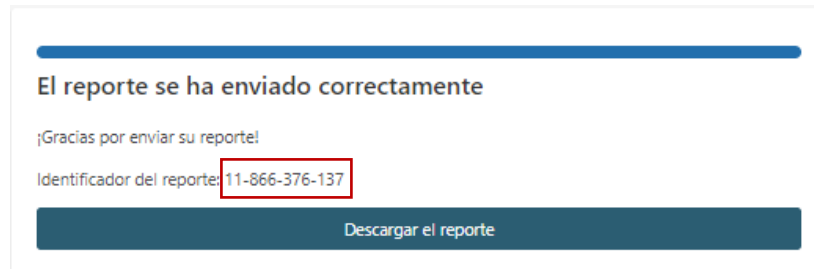 El reporte se ha enviado correctamente
¡Gracias por enviar su reporte!
Identificador del reporte: 11-866-376-137
Descargar el reporte